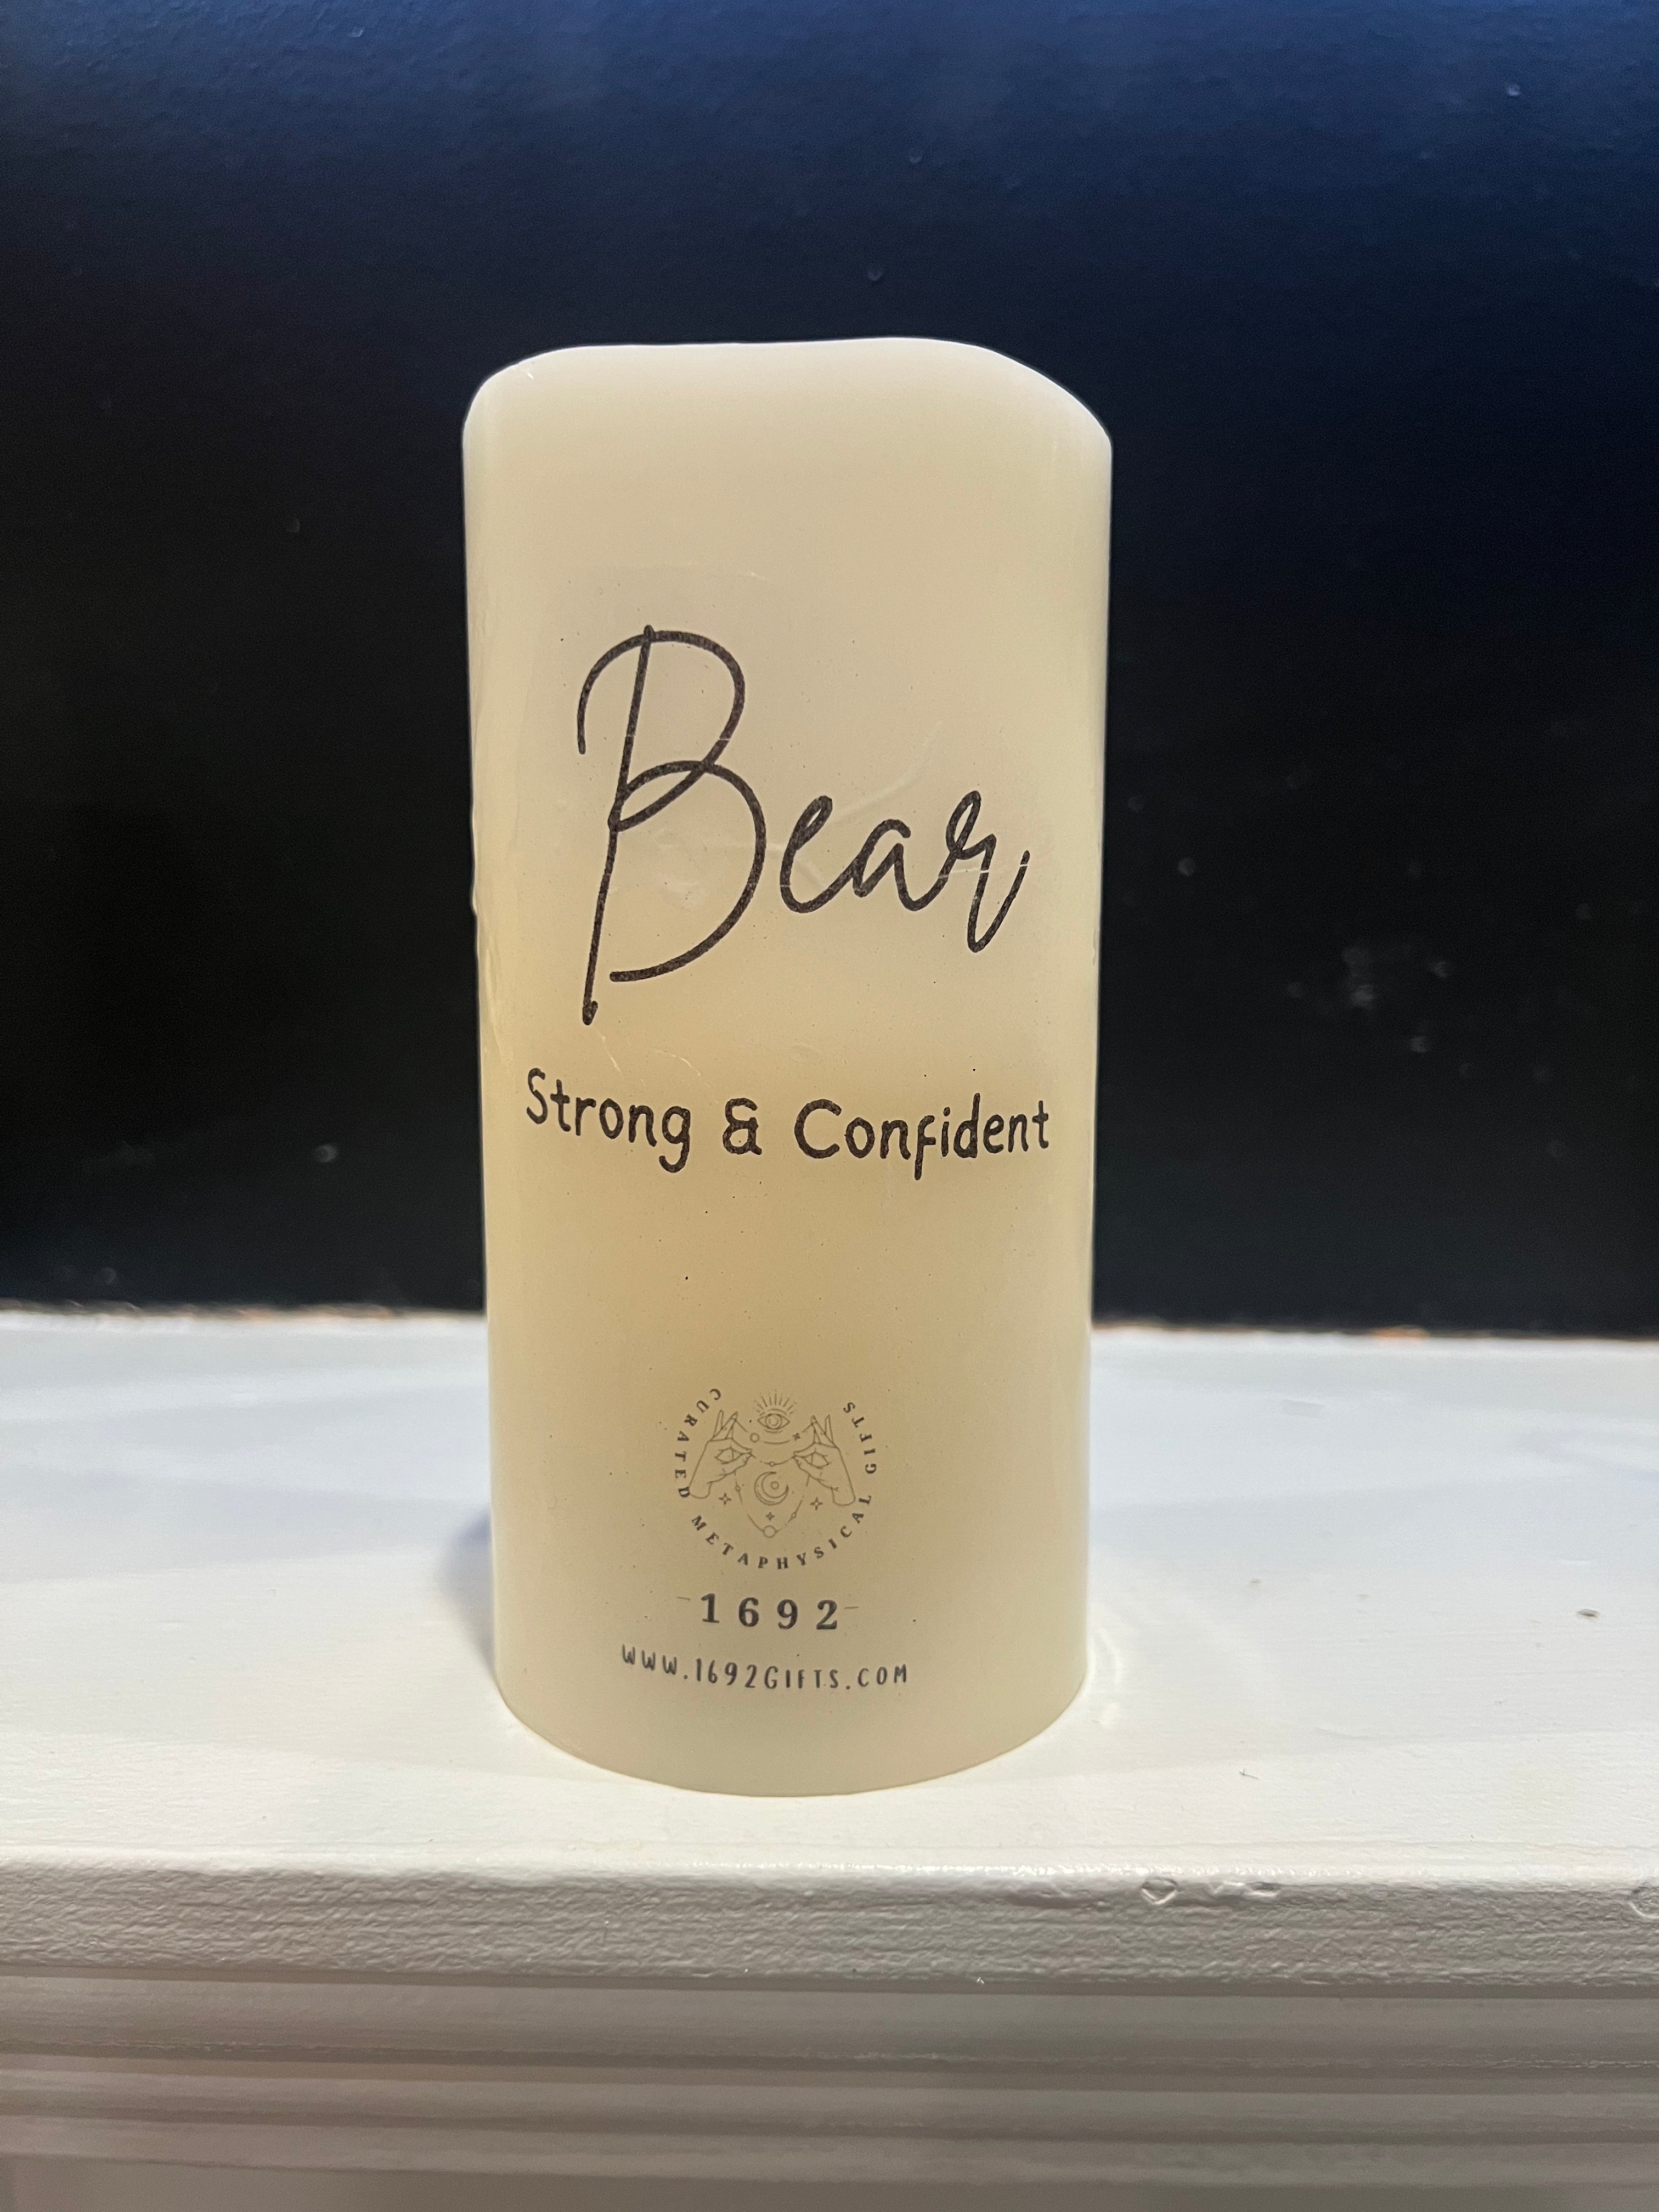 Bear
Strong & Confident
CURATED METAPHYSICAL GIFTS
1692
WWW.1692GIFTS.COM